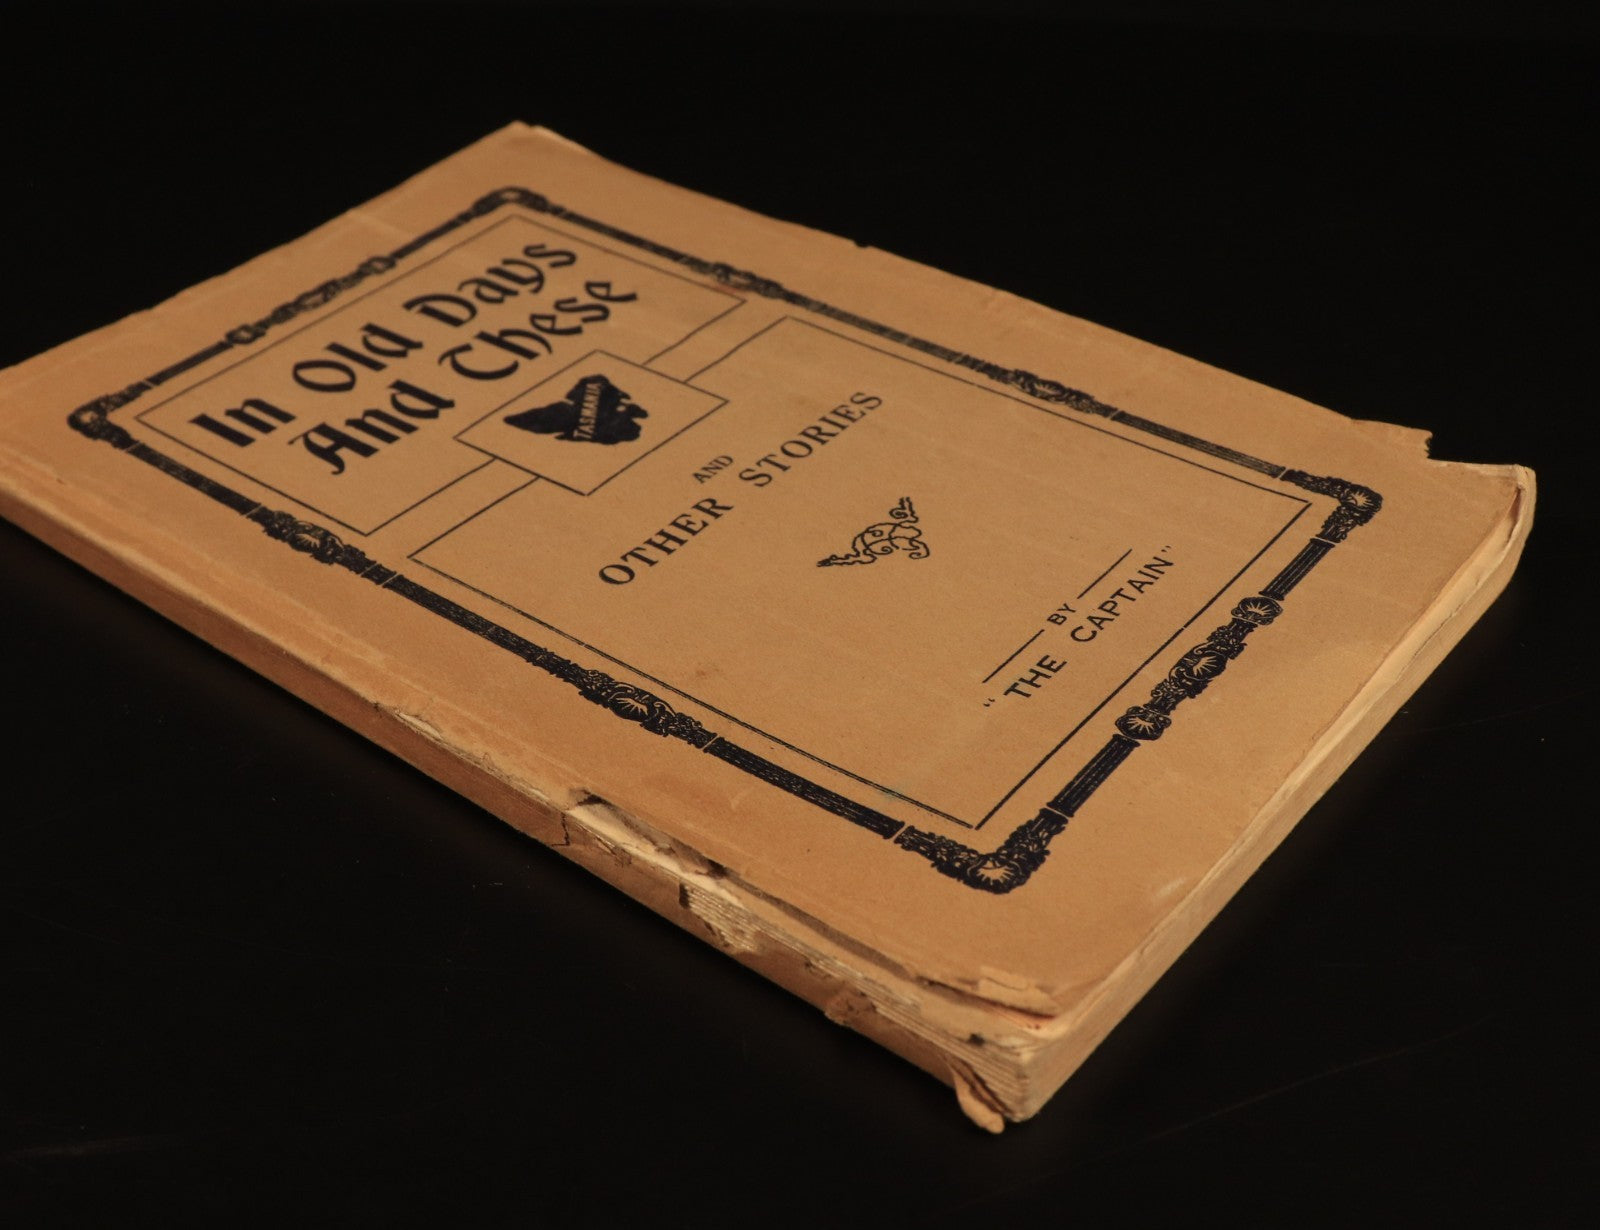 In Old Days
And These
TASMANIA
AND
OTHER STORIES
BY
"THE CAPTAIN"